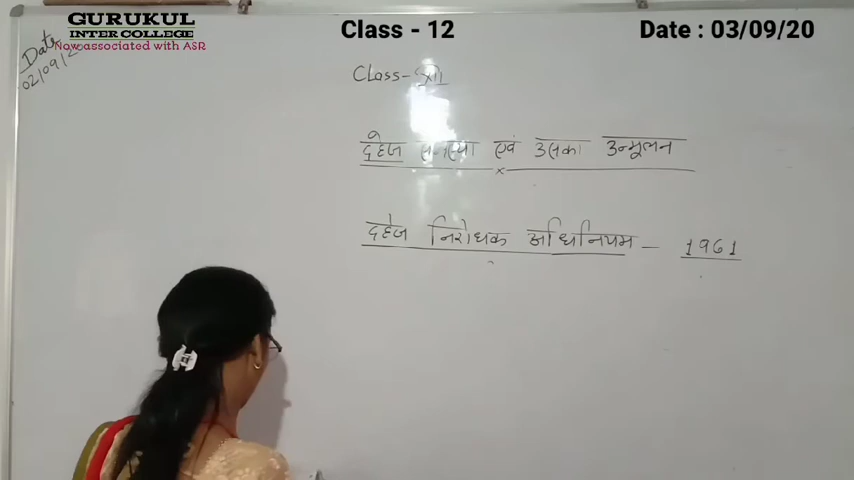 GURUKUL
INTER COLLEGE
Now associated with ASR
Class - 12
Date : 03/09/20
Date
02/09/20
Class - XII
दहेज समस्या एवं उसका उन्मूलन
दहेज निरोधक अधिनियम - 1961